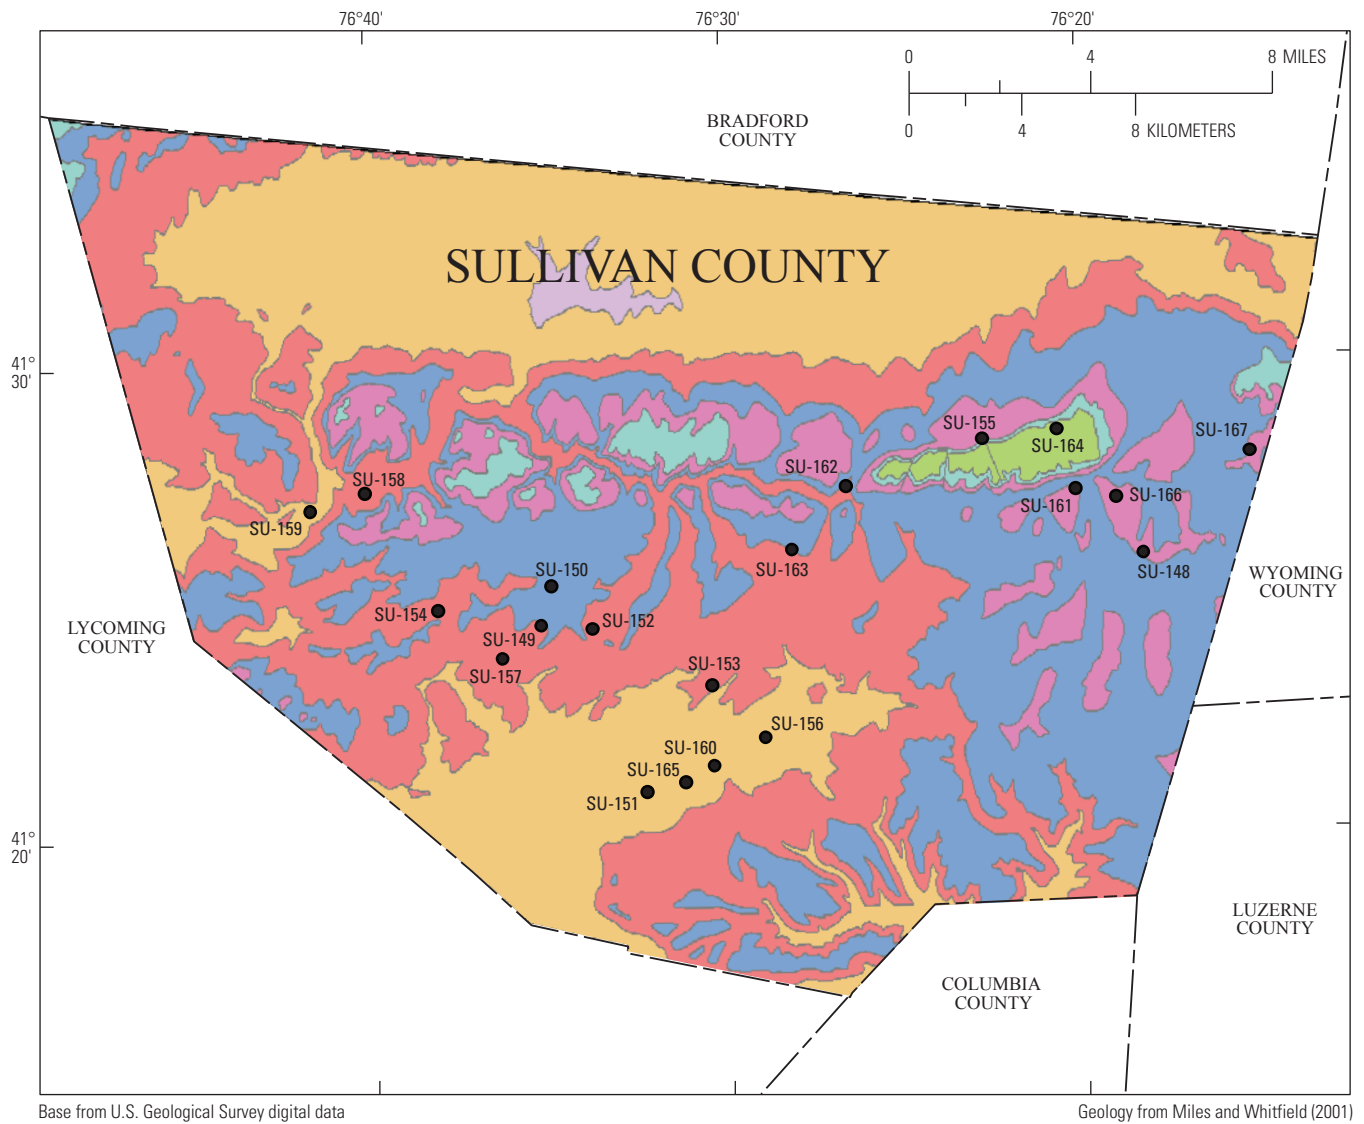 76°40' 76°30' 76°20'
0 4 8 MILES
0 4 8 KILOMETERS
BRADFORD
COUNTY
SULLIVAN COUNTY
41°
30'
SU-155
SU-164
SU-167
SU-162
SU-158
SU-161
SU-166
SU-159
SU-163
SU-148
SU-150
WYOMING
COUNTY
SU-154
SU-152
LYCOMING
COUNTY
SU-149
SU-157
SU-153
SU-156
SU-160
SU-165
SU-151
41°
20'
LUZERNE
COUNTY
COLUMBIA
COUNTY
Base from U.S. Geological Survey digital data
Geology from Miles and Whitfield (2001)